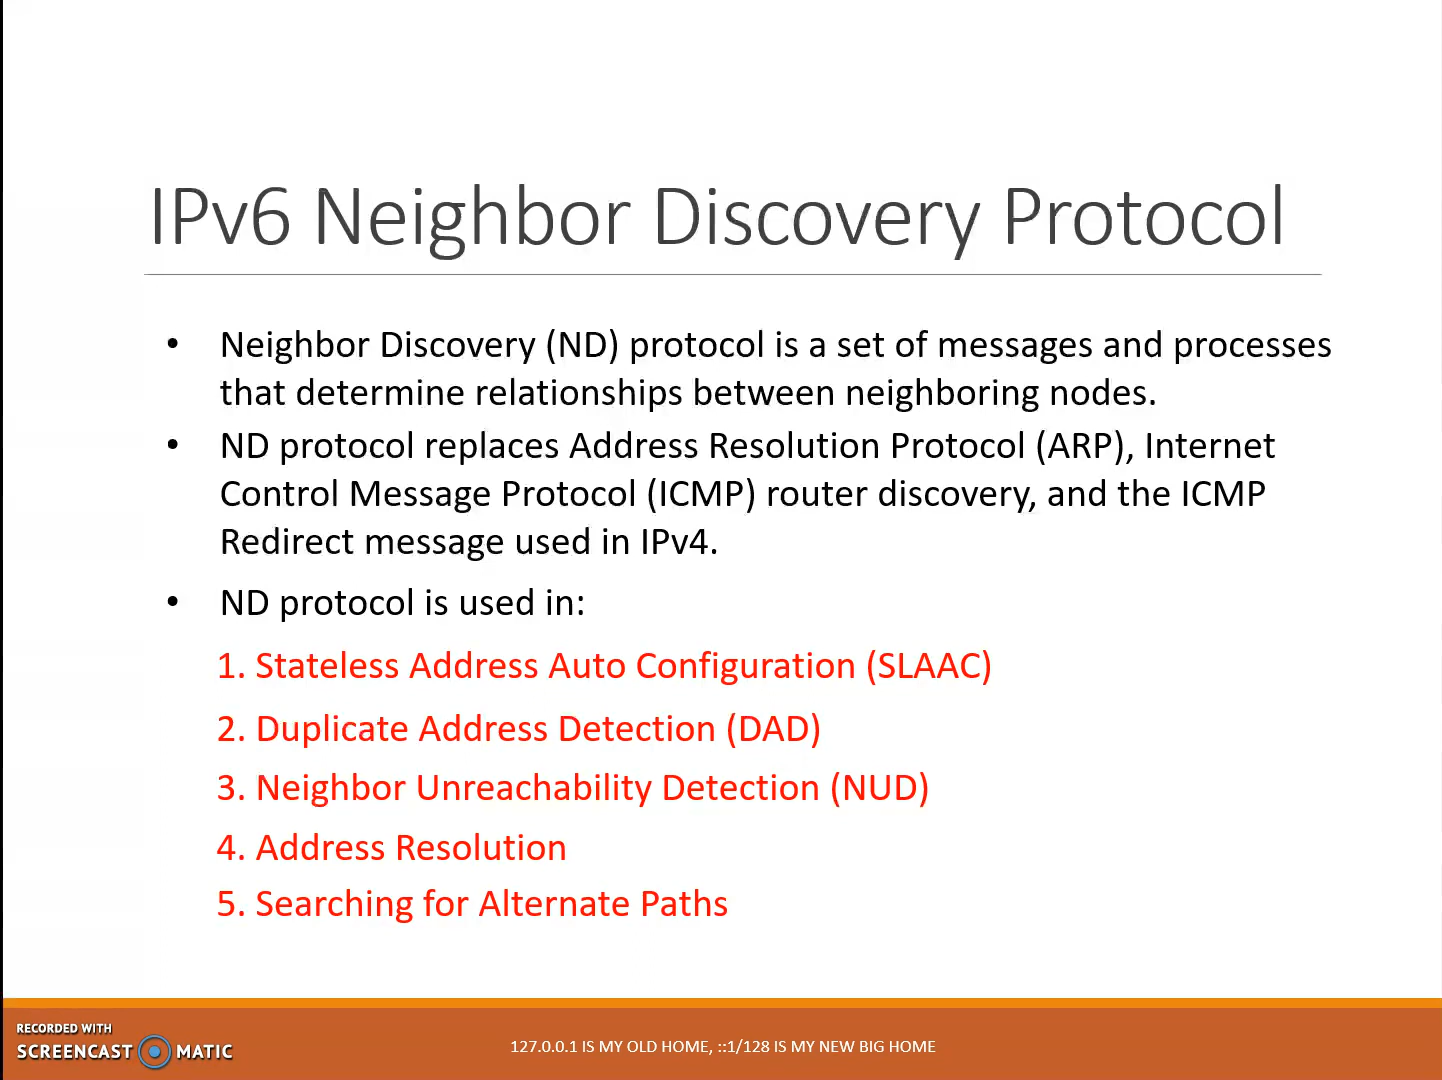 IPv6 Neighbor Discovery Protocol
• Neighbor Discovery (ND) protocol is a set of messages and processes
that determine relationships between neighboring nodes.
• ND protocol replaces Address Resolution Protocol (ARP), Internet
Control Message Protocol (ICMP) router discovery, and the ICMP
Redirect message used in IPv4.
• ND protocol is used in:
1. Stateless Address Auto Configuration (SLAAC)
2. Duplicate Address Detection (DAD)
3. Neighbor Unreachability Detection (NUD)
4. Address Resolution
5. Searching for Alternate Paths
RECORDED WITH
SCREENCAST MATIC
127.0.0.1 IS MY OLD HOME, ::1/128 IS MY NEW BIG HOME